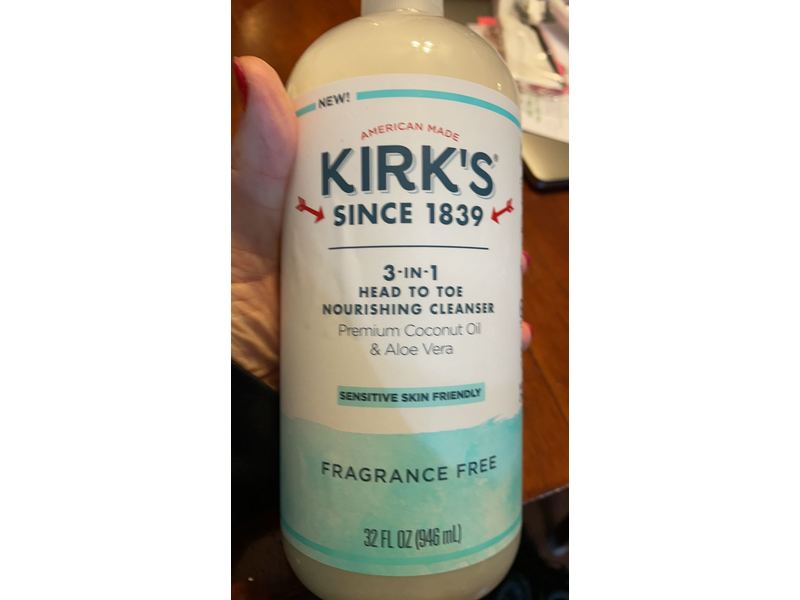 NEW!
AMERICAN MADE
KIRK'S®
SINCE 1839
3-IN-1
HEAD TO TOE
NOURISHING CLEANSER
Premium Coconut Oil
& Aloe Vera
SENSITIVE SKIN FRIENDLY
FRAGRANCE FREE
32 FL OZ (946 mL)